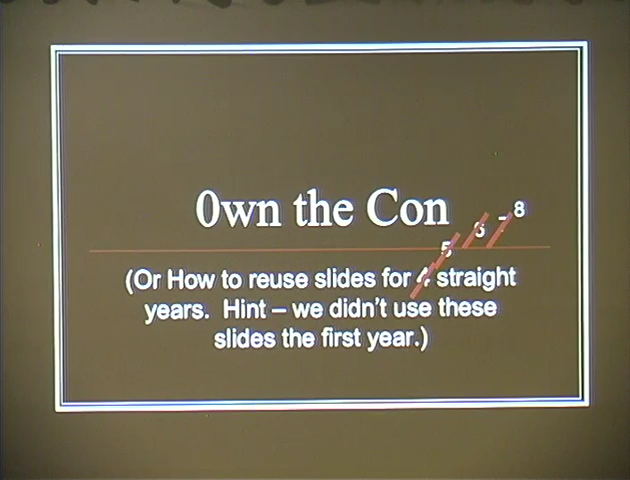 0wn the Con
5 6 7 8
(Or How to reuse slides for 4 straight
years. Hint – we didn't use these
slides the first year.)